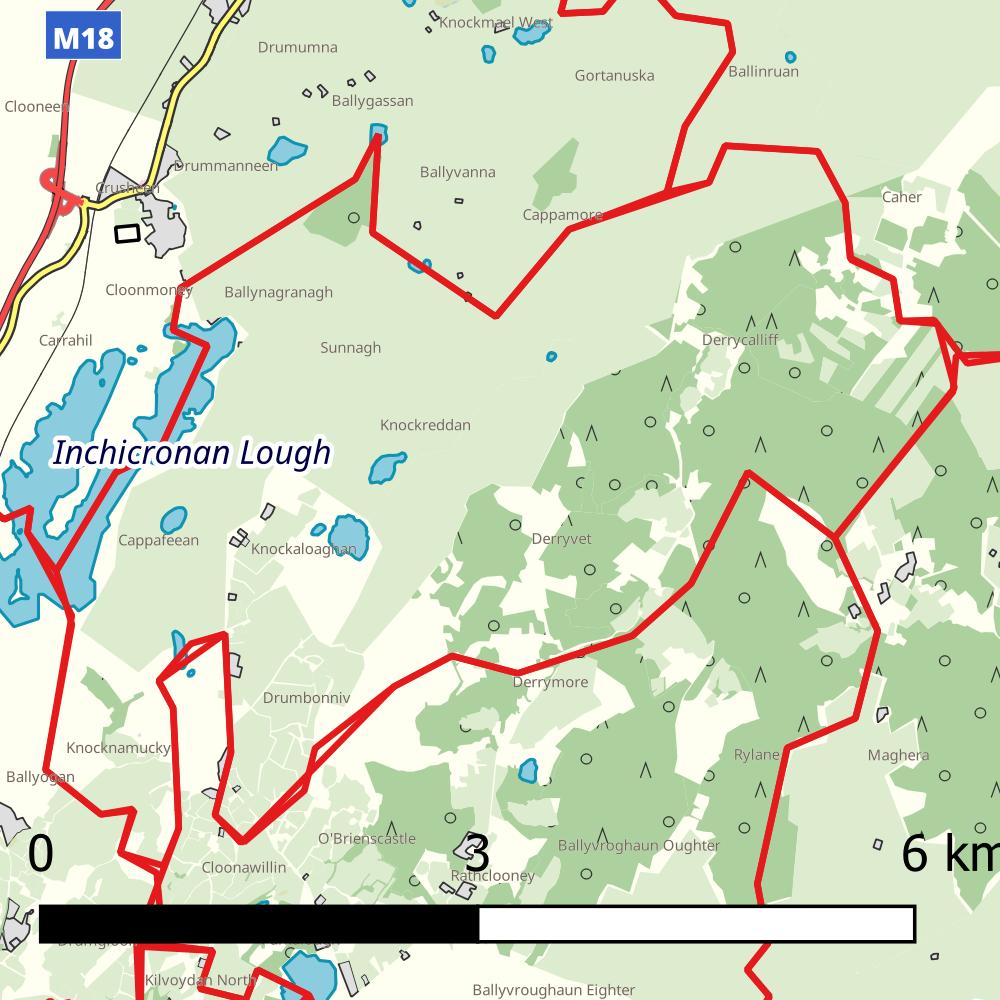 Knockmael West
M18
Drumumna
Gortanuska
Ballinruan
Clooneen
Ballygassan
Drummanneen
Ballyvanna
Crusheen
Caher
Cappamore
Cloonmoney
Ballynagranagh
Carrahil
Sunnagh
Derrycalliff
Knockreddan
Inchicronan Lough
Cappafeean
Knockaloaghan
Derryvet
Derrymore
Drumbonniv
Knocknamucky
Rylane
Maghera
Ballyogan
O'Brienscastle
Ballyvroghaun Oughter
0 3 6 km
Cloonawillin
Rathclooney
Kilvoydan North
Ballyvroughaun Eighter